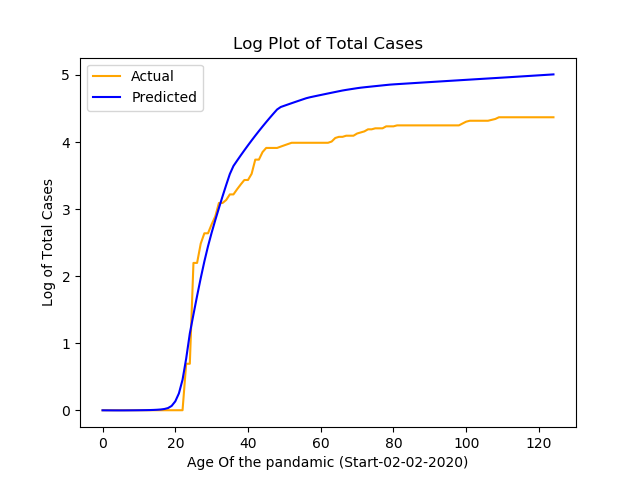 Log Plot of Total Cases
Actual
Predicted
5
4
3
2
1
0
Log of Total Cases
0 20 40 60 80 100 120
Age Of the pandamic (Start-02-02-2020)